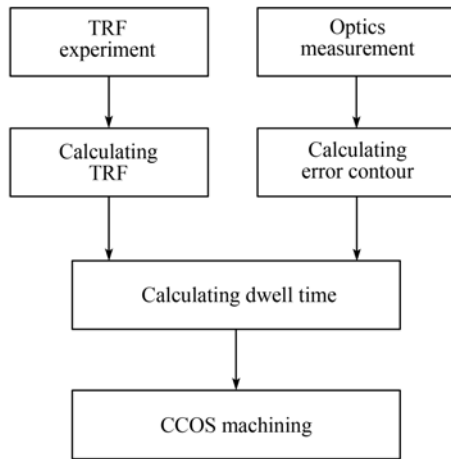 TRF
experiment
Optics
measurement
Calculating
TRF
Calculating
error contour
Calculating dwell time
CCOS machining